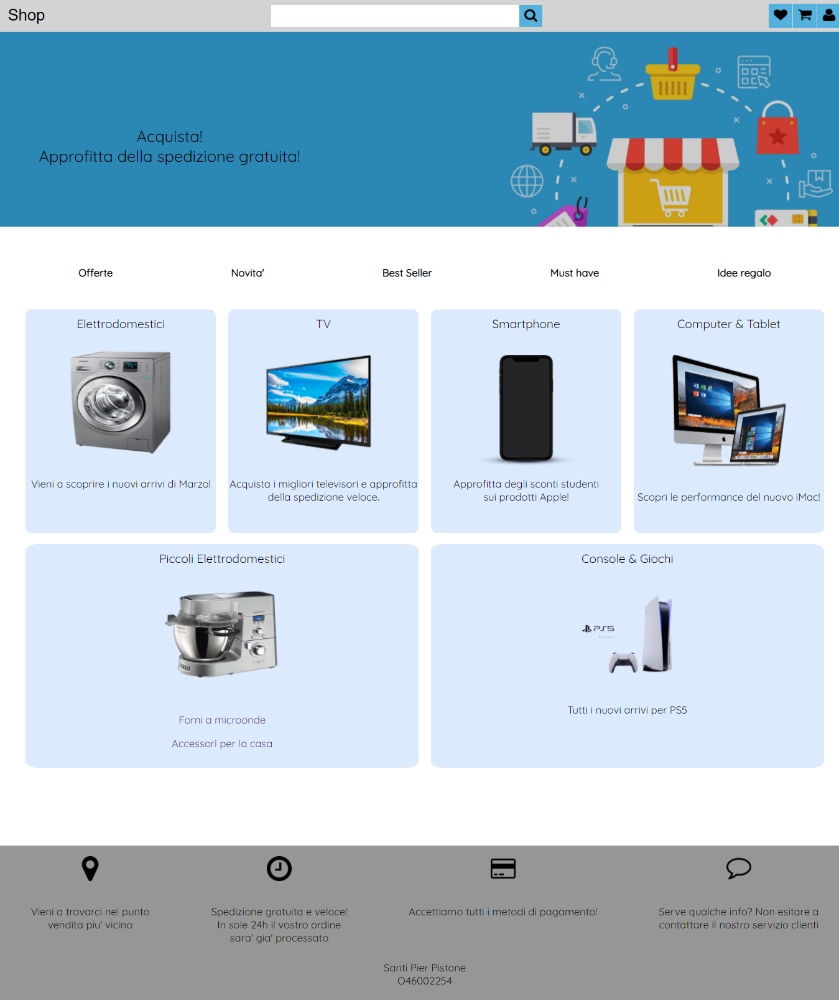 Shop
Acquista!
Approfitta della spedizione gratuita!
Offerte
Novita'
Best Seller
Must have
Idee regalo
Elettrodomestici
TV
Smartphone
Computer & Tablet
Vieni a scoprire i nuovi arrivi di Marzo!
Acquista i migliori televisori e approfitta
della spedizione veloce.
Approfitta degli sconti studenti
sui prodotti Apple!
Scopri le performance del nuovo iMac!
Piccoli Elettrodomestici
Console & Giochi
PS5
Forni a microonde
Accessori per la casa
Tutti i nuovi arrivi per PS5
Vieni a trovarci nel punto
vendita piu' vicino
Spedizione gratuita e veloce!
In sole 24h il vostro ordine
sara' gia' processato
Accettiamo tutti i metodi di pagamento!
Serve qualche info? Non esitare a
contattare il nostro servizio clienti
Santi Pier Pistone
O46002254